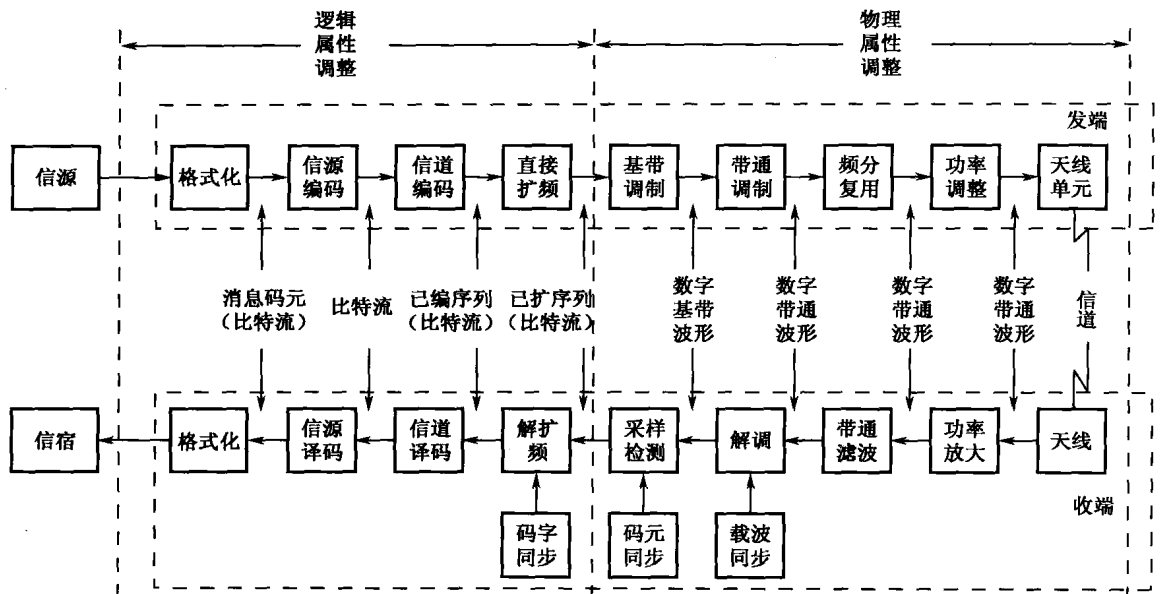 逻辑
属性
调整
物理
属性
调整
发端
信源
格式化
信源
编码
信道
编码
直接
扩频
基带
调制
带通
调制
频分
复用
功率
调整
天线
单元
消息码元
（比特流）
比特流
已编序列
（比特流）
已扩序列
（比特流）
数字
基带
波形
数字
带通
波形
数字
带通
波形
数字
带通
波形
信道
信宿
格式化
信源
译码
信道
译码
解扩
频
采样
检测
解调
带通
滤波
功率
放大
天线
收端
码字
同步
码元
同步
载波
同步